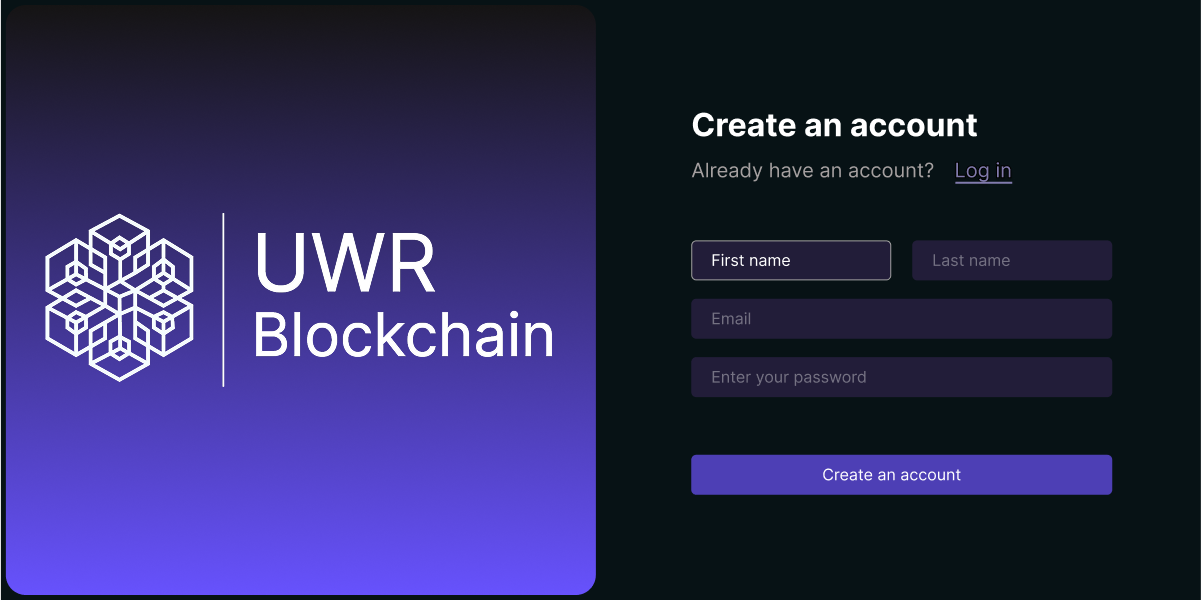 UWR
Blockchain
Create an account
Already have an account? Log in
First name
Last name
Email
Enter your password
Create an account